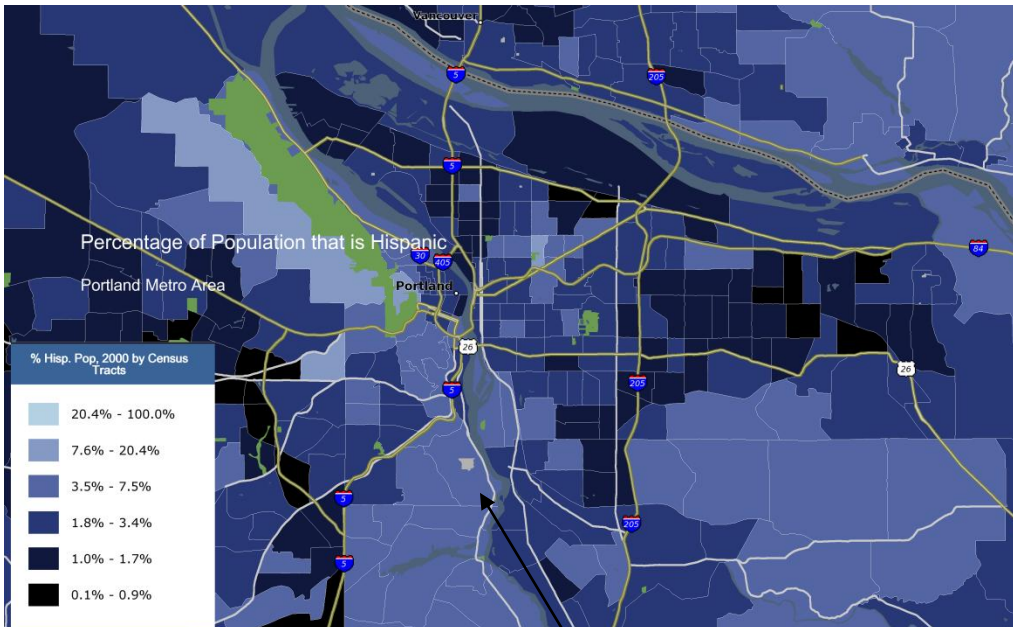 Vancouver
5
205
5
Percentage of Population that is Hispanic
30
405
84
Portland Metro Area
Portland
26
% Hisp. Pop, 2000 by Census
Tracts
26
5
205
20.4% - 100.0%
7.6% - 20.4%
3.5% - 7.5%
5
1.8% - 3.4%
205
1.0% - 1.7%
5
0.1% - 0.9%